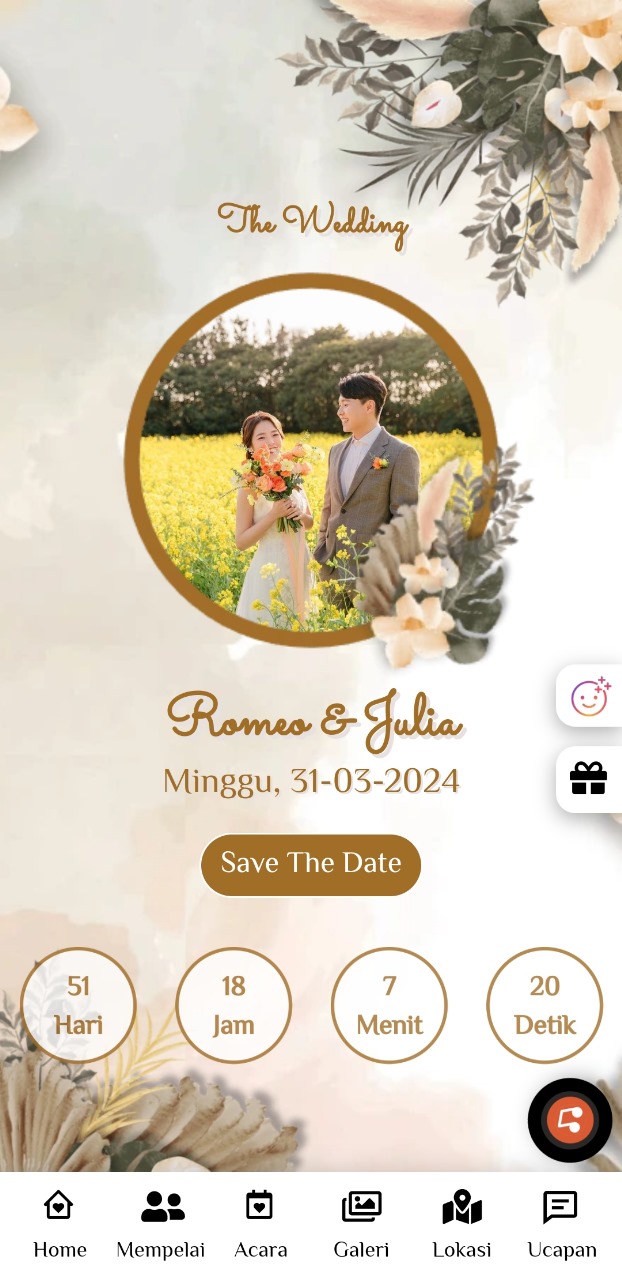 The Wedding
Romeo & Julia
Minggu, 31-03-2024
Save The Date
51
Hari
18
Jam
7
Menit
20
Detik
Home
Mempelai
Acara
Galeri
Lokasi
Ucapan